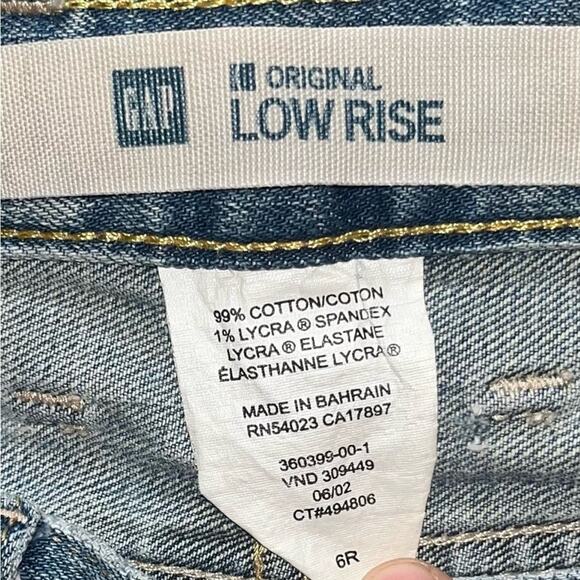 GAP
ORIGINAL
LOW RISE
99% COTTON/COTON
1% LYCRA® SPANDEX
LYCRA® ELASTANE
ÉLASTHANNE LYCRA®
MADE IN BAHRAIN
RN54023 CA17897
360399-00-1
VND 309449
06/02
CT#494806
6R